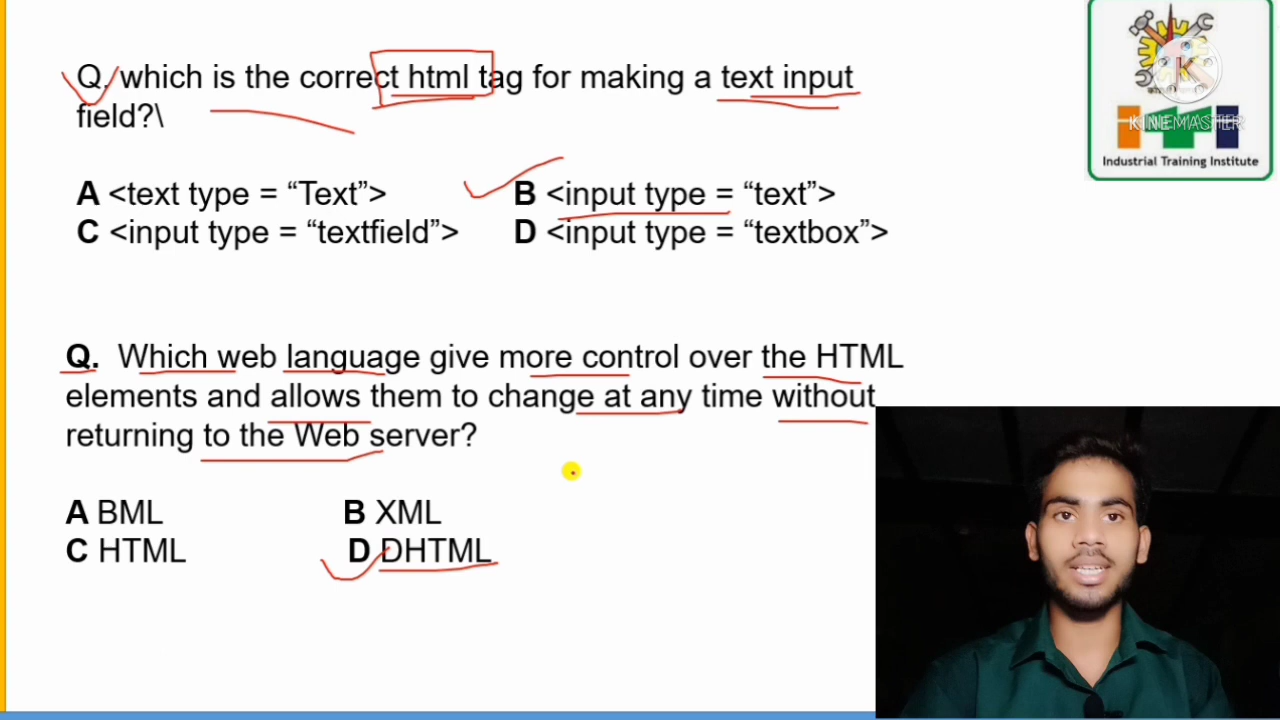 Q. which is the correct html tag for making a text input
field?\
A <text type = “Text”>
B <input type = “text”>
C <input type = “textfield”>
D <input type = “textbox”>
Q. Which web language give more control over the HTML
elements and allows them to change at any time without
returning to the Web server?
A BML
B XML
C HTML
D DHTML
K
KINEMASTER
Industrial Training Institute